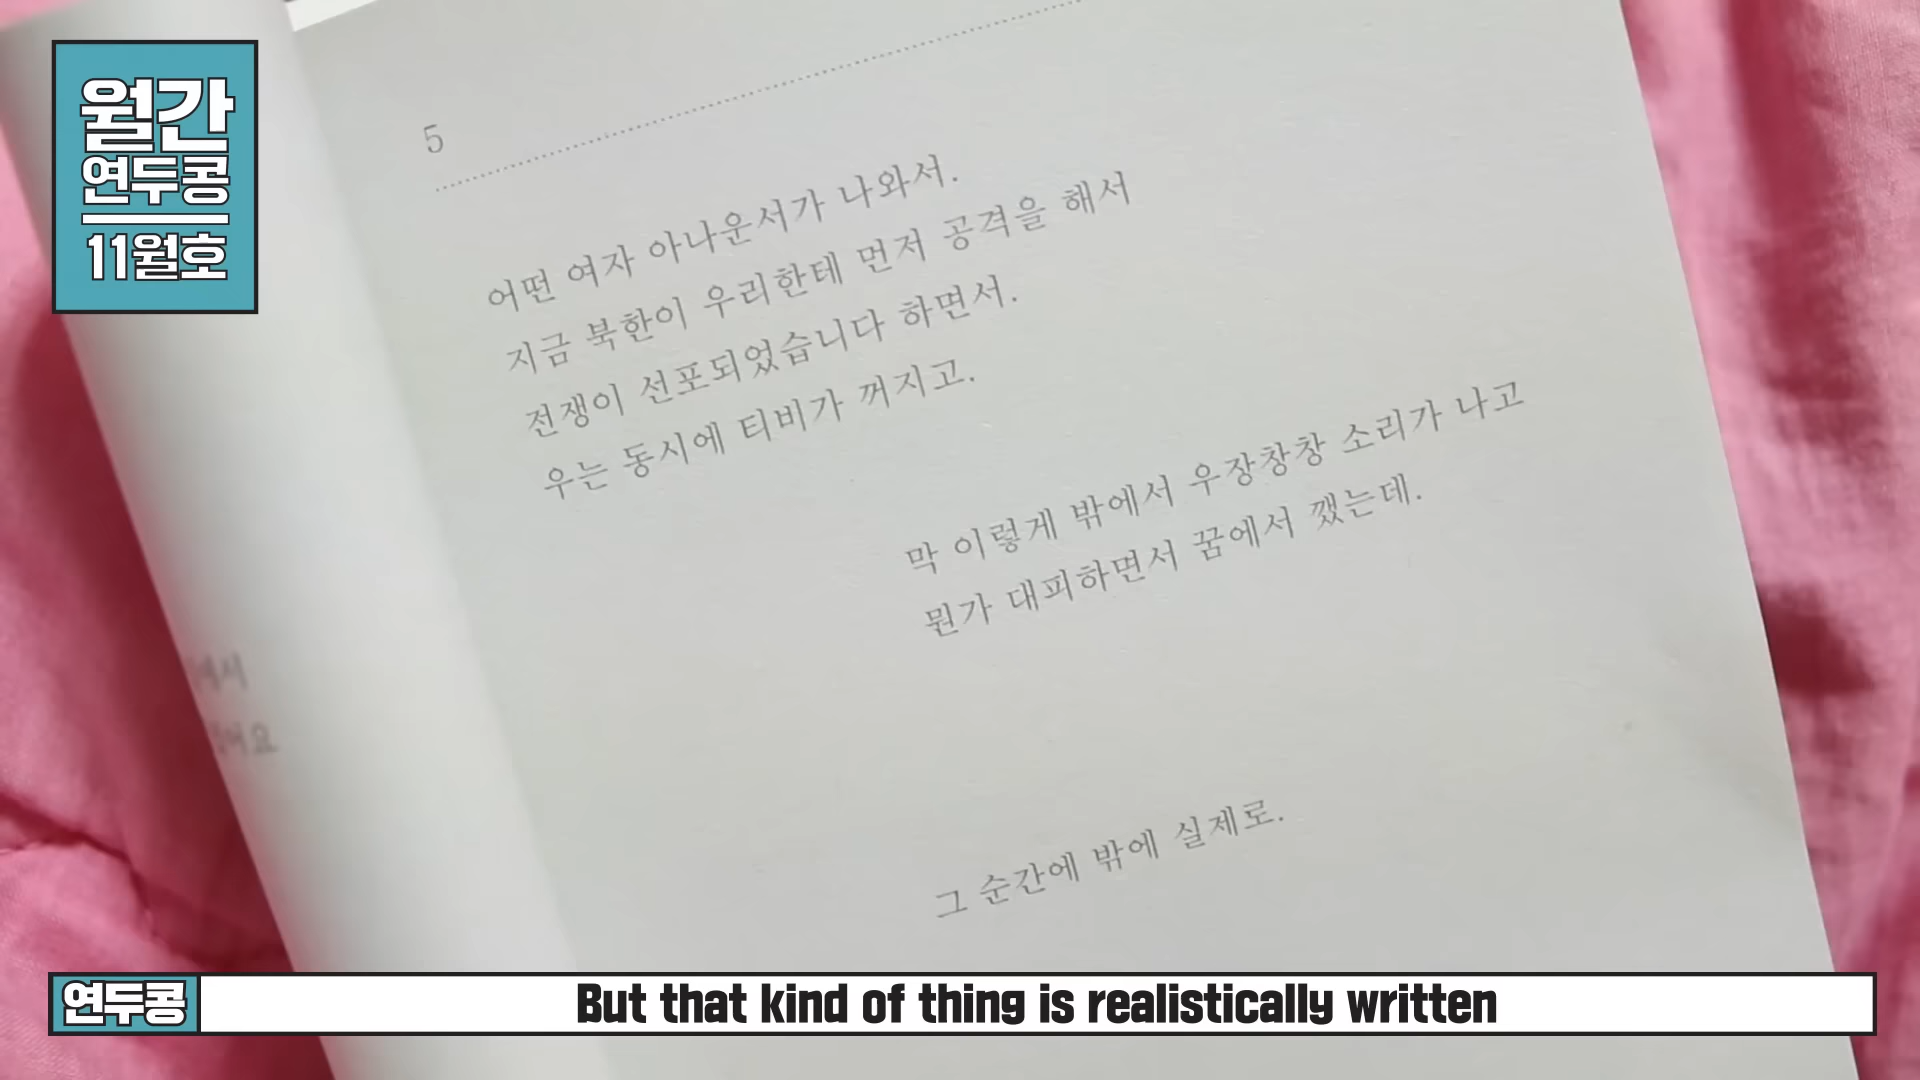 월간
연두콩
11월호
5
어떤 여자 아나운서가 나와서.
지금 북한이 우리한테 먼저 공격을 해서
전쟁이 선포되었습니다 하면서.
우는 동시에 티비가 꺼지고.
막 이렇게 밖에서 우장창창 소리가 나고
뭔가 대피하면서 꿈에서 깼는데.
그 순간에 밖에 실제로.
연두콩
But that kind of thing is realistically written